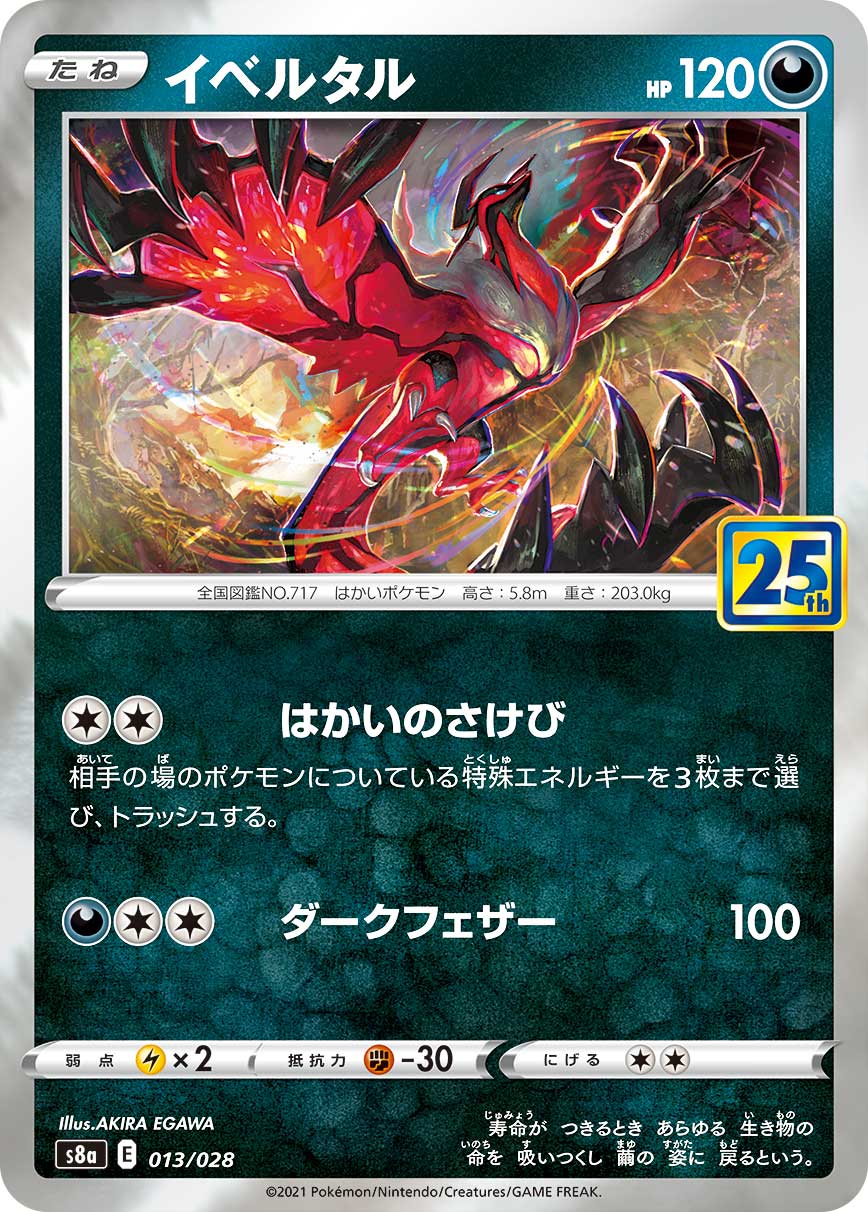 たね イベルタル HP 120
全国図鑑NO.717 はかいポケモン 高さ:5.8m 重さ:203.0kg
25th
はかいのさけび
相手の場のポケモンについている特殊エネルギーを3枚まで選
び、トラッシュする。
ダークフェザー 100
弱点 ×2 抵抗力 -30 にげる
Illus.AKIRA EGAWA
寿命が つきるとき あらゆる 生き物の
命を 吸いつくし 繭の 姿に 戻るという。
s8a E 013/028
©2021 Pokémon/Nintendo/Creatures/GAME FREAK.